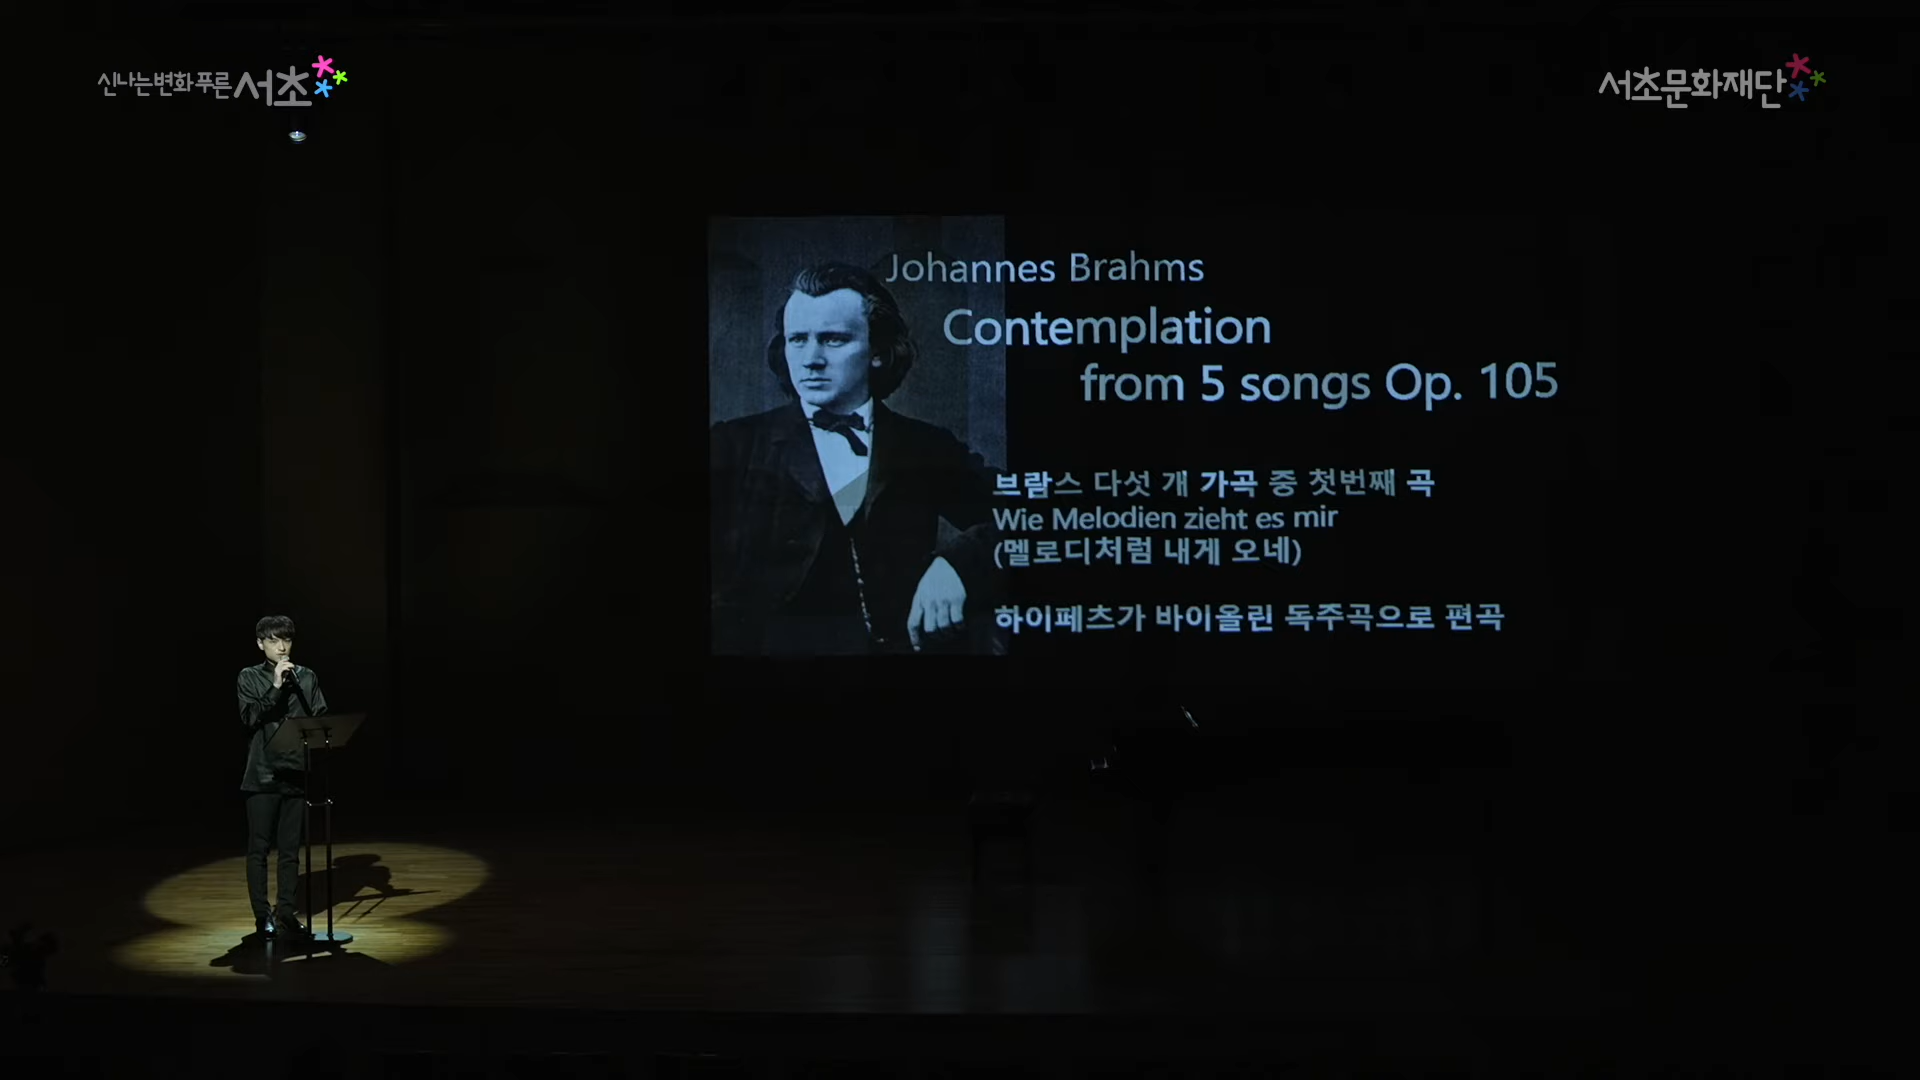 신나는변화 푸른 서초
서초문화재단
Johannes Brahms
Contemplation
from 5 songs Op. 105
브람스 다섯 개 가곡 중 첫번째 곡
Wie Melodien zieht es mir
(멜로디처럼 내게 오네)
하이페츠가 바이올린 독주곡으로 편곡